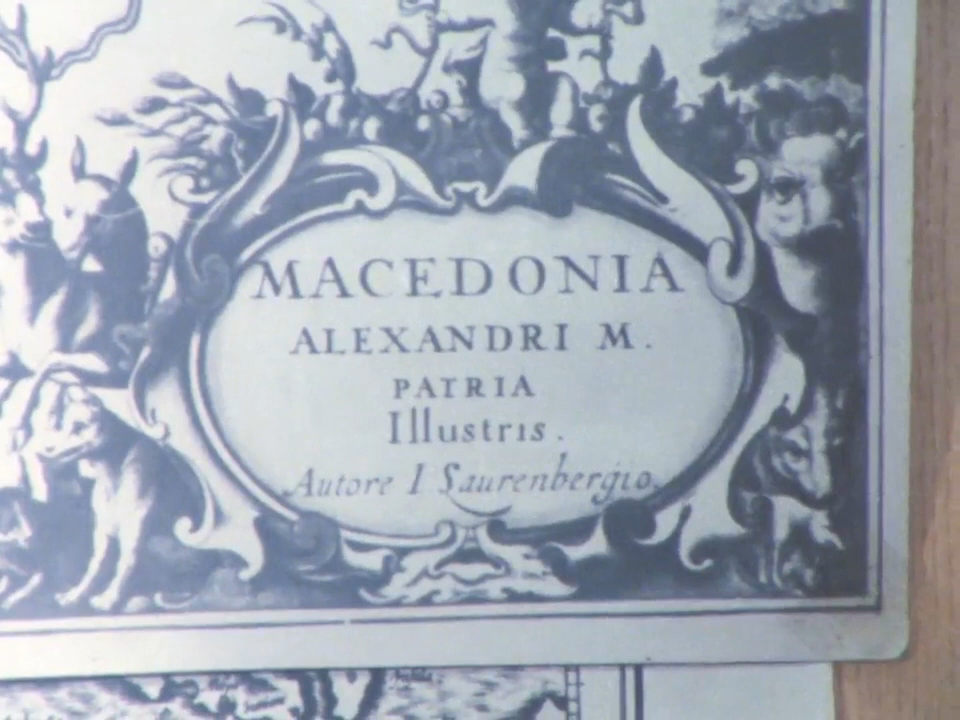 MACEDONIA
ALEXANDRI M.
PATRIA
Illustris.
Autore I Saurenbergio.